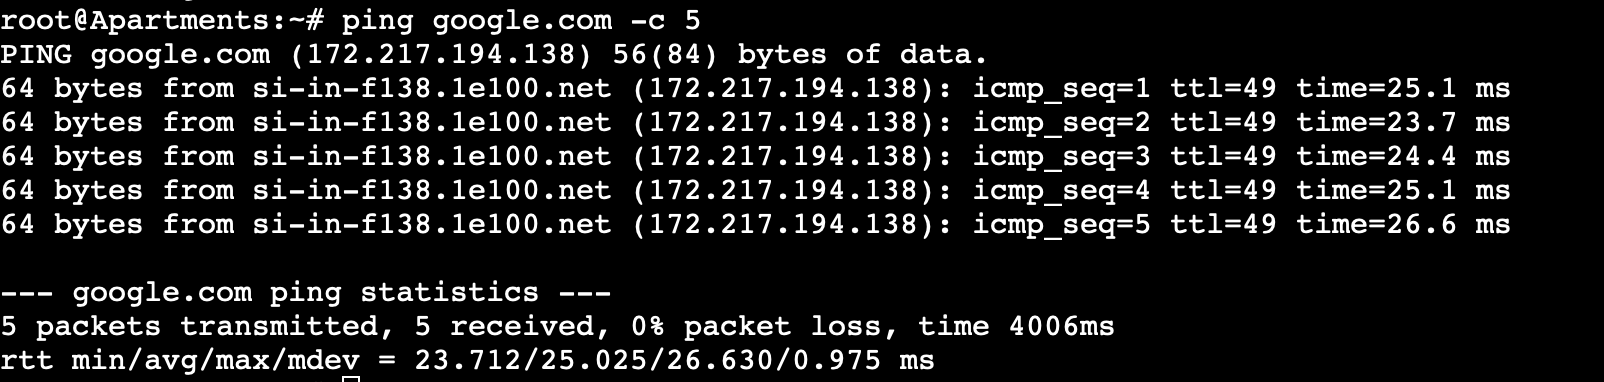 root@Apartments:~# ping google.com -c 5
PING google.com (172.217.194.138) 56(84) bytes of data.
64 bytes from si-in-f138.1e100.net (172.217.194.138): icmp_seq=1 ttl=49 time=25.1 ms
64 bytes from si-in-f138.1e100.net (172.217.194.138): icmp_seq=2 ttl=49 time=23.7 ms
64 bytes from si-in-f138.1e100.net (172.217.194.138): icmp_seq=3 ttl=49 time=24.4 ms
64 bytes from si-in-f138.1e100.net (172.217.194.138): icmp_seq=4 ttl=49 time=25.1 ms
64 bytes from si-in-f138.1e100.net (172.217.194.138): icmp_seq=5 ttl=49 time=26.6 ms
--- google.com ping statistics ---
5 packets transmitted, 5 received, 0% packet loss, time 4006ms
rtt min/avg/max/mdev = 23.712/25.025/26.630/0.975 ms